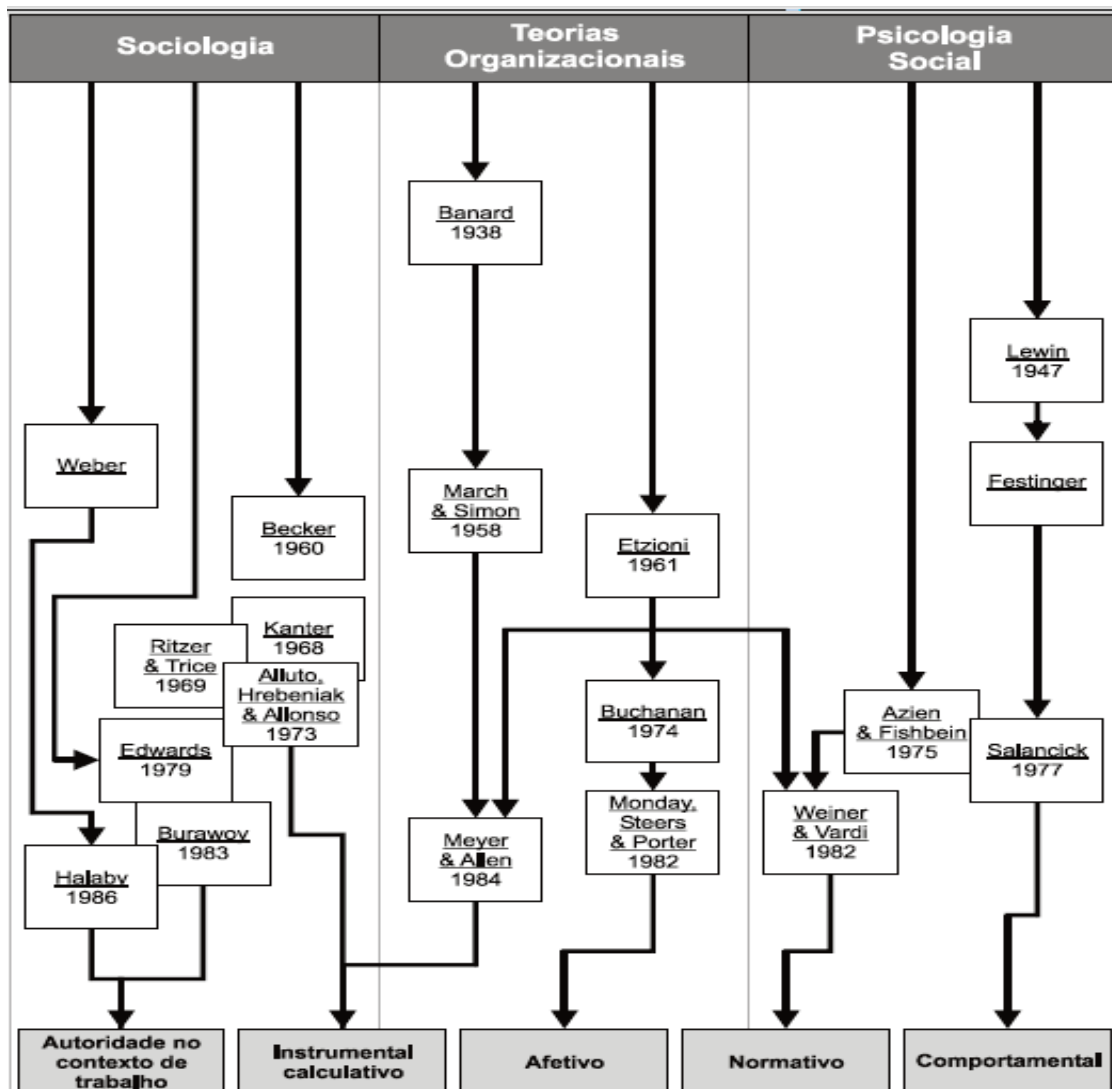 Sociologia
Teorias
Organizacionais
Psicologia
Social
Banard
1938
Lewin
1947
Weber
Festinger
March
& Simon
1958
Becker
1960
Etzioni
1961
Kanter
1968
Ritzer
& Trice
1969
Alluto,
Hrebeniak
& Allonso
1973
Buchanan
1974
Azien
& Fishbein
1975
Salancick
1977
Edwards
1979
Monday,
Steers
& Porter
1982
Weiner
& Vardi
1982
Burawoy
1983
Meyer
& Allen
1984
Halaby
1986
Autoridade no
contexto de
trabalho
Instrumental
calculativo
Afetivo
Normativo
Comportamental